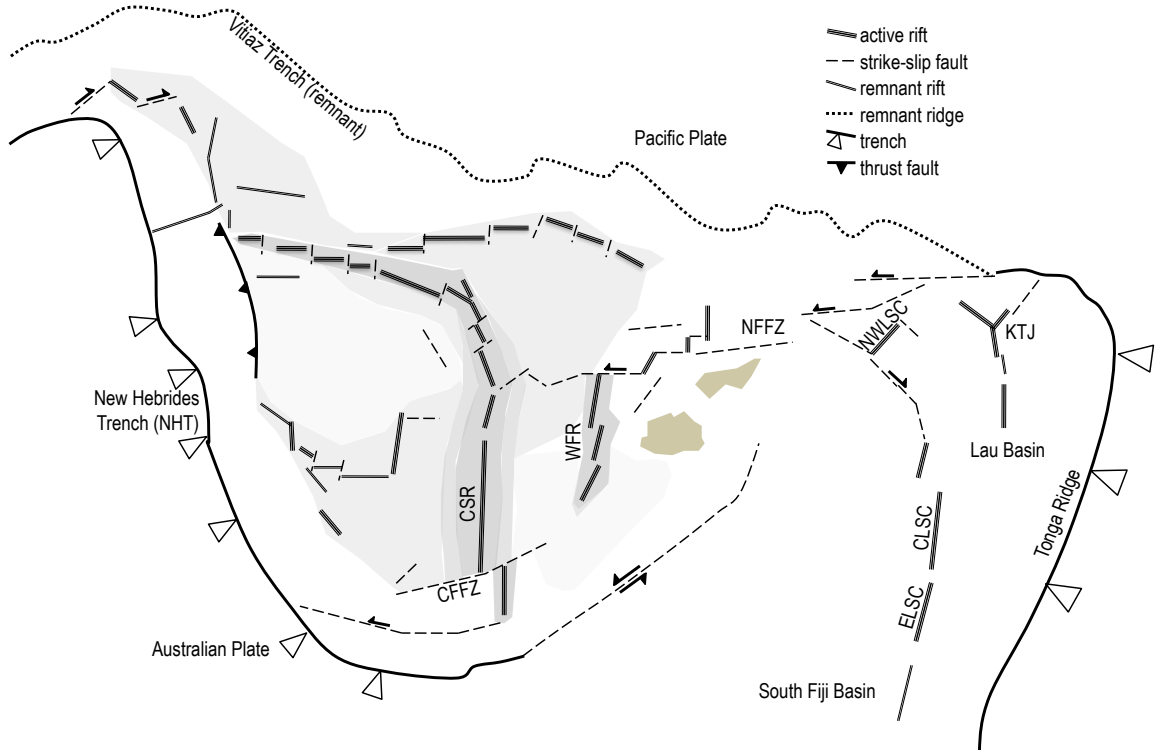 active rift
strike-slip fault
remnant rift
remnant ridge
trench
thrust fault
Vitiaz Trench (remnant)
Pacific Plate
NFFZ
NWLSC
KTJ
New Hebrides
Trench (NHT)
WFR
Lau Basin
CSR
CLSC
Tonga Ridge
CFFZ
ELSC
Australian Plate
South Fiji Basin